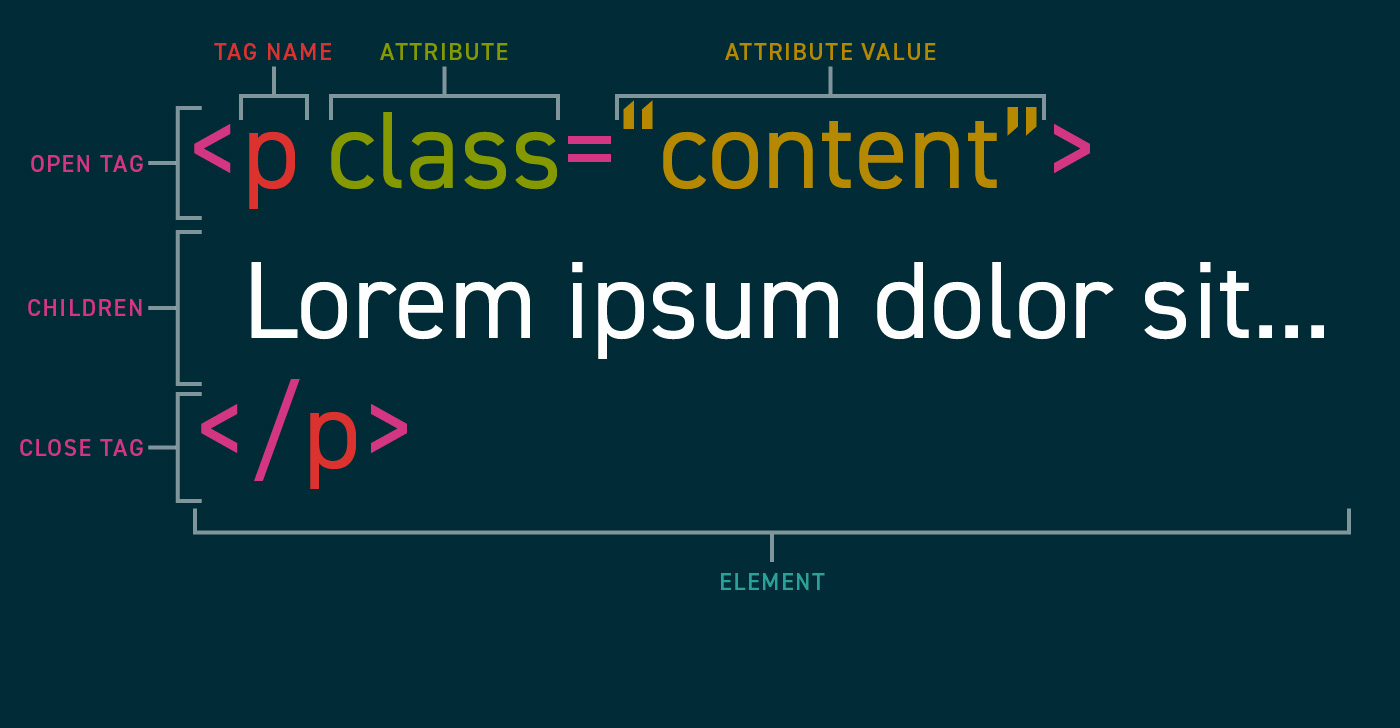 TAG NAME ATTRIBUTE ATTRIBUTE VALUE
OPEN TAG <p class=“content”>
CHILDREN Lorem ipsum dolor sit...
CLOSE TAG </p>
ELEMENT